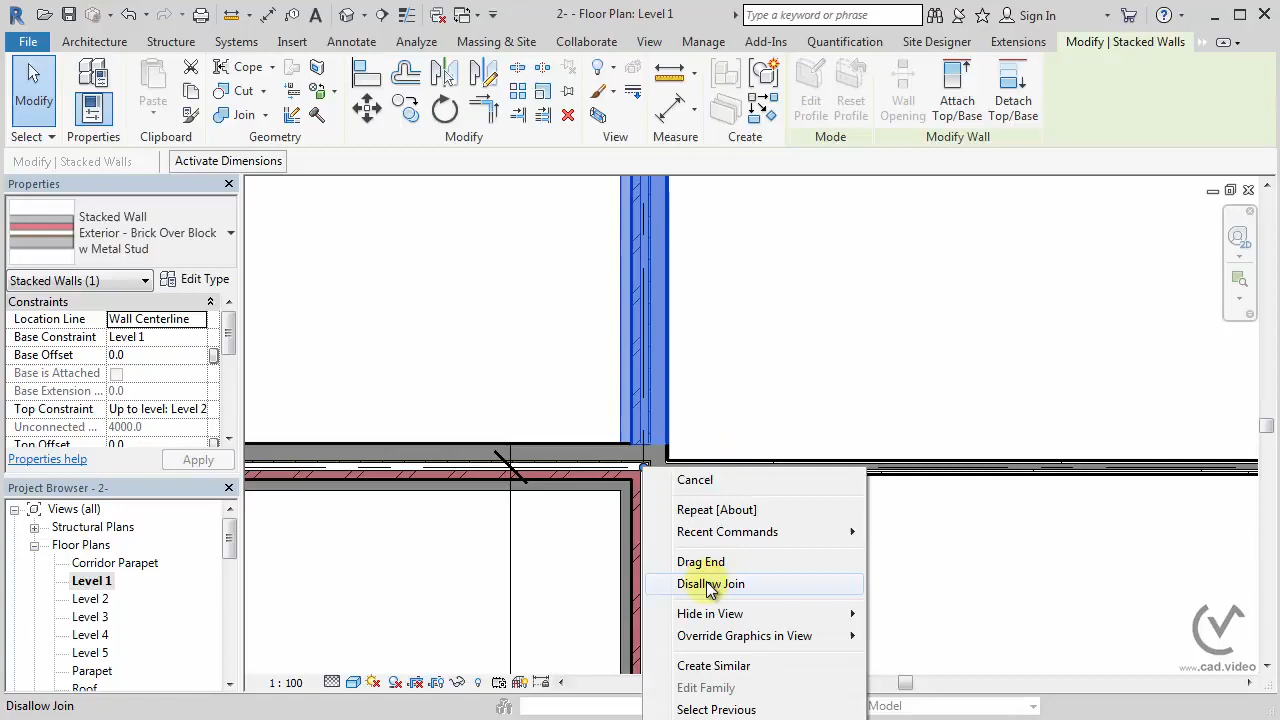 2- - Floor Plan: Level 1
Type a keyword or phrase
Sign In
File
Architecture
Structure
Systems
Insert
Annotate
Analyze
Massing & Site
Collaborate
View
Manage
Add-Ins
Quantification
Site Designer
Extensions
Modify | Stacked Walls
Modify
Paste
Cope
Cut
Join
Edit
Profile
Reset
Profile
Wall
Opening
Attach
Top/Base
Detach
Top/Base
Select
Properties
Clipboard
Geometry
Modify
View
Measure
Create
Mode
Modify Wall
Modify | Stacked Walls
Activate Dimensions
Properties
Stacked Wall
Exterior - Brick Over Block
w Metal Stud
Stacked Walls (1)
Edit Type
Constraints
Location Line
Wall Centerline
Base Constraint
Level 1
Base Offset
0.0
Base is Attached
Base Extension ...
0.0
Top Constraint
Up to level: Level 2
Unconnected ...
4000.0
Top Offset
0.0
Properties help
Apply
Project Browser - 2-
Views (all)
Structural Plans
Floor Plans
Corridor Parapet
Level 1
Level 2
Level 3
Level 4
Level 5
Parapet
Roof
2D
Cancel
Repeat [About]
Recent Commands
Drag End
Disallow Join
Hide in View
Override Graphics in View
Create Similar
Edit Family
Select Previous
1 : 100
www.cad.video
Disallow Join
Model